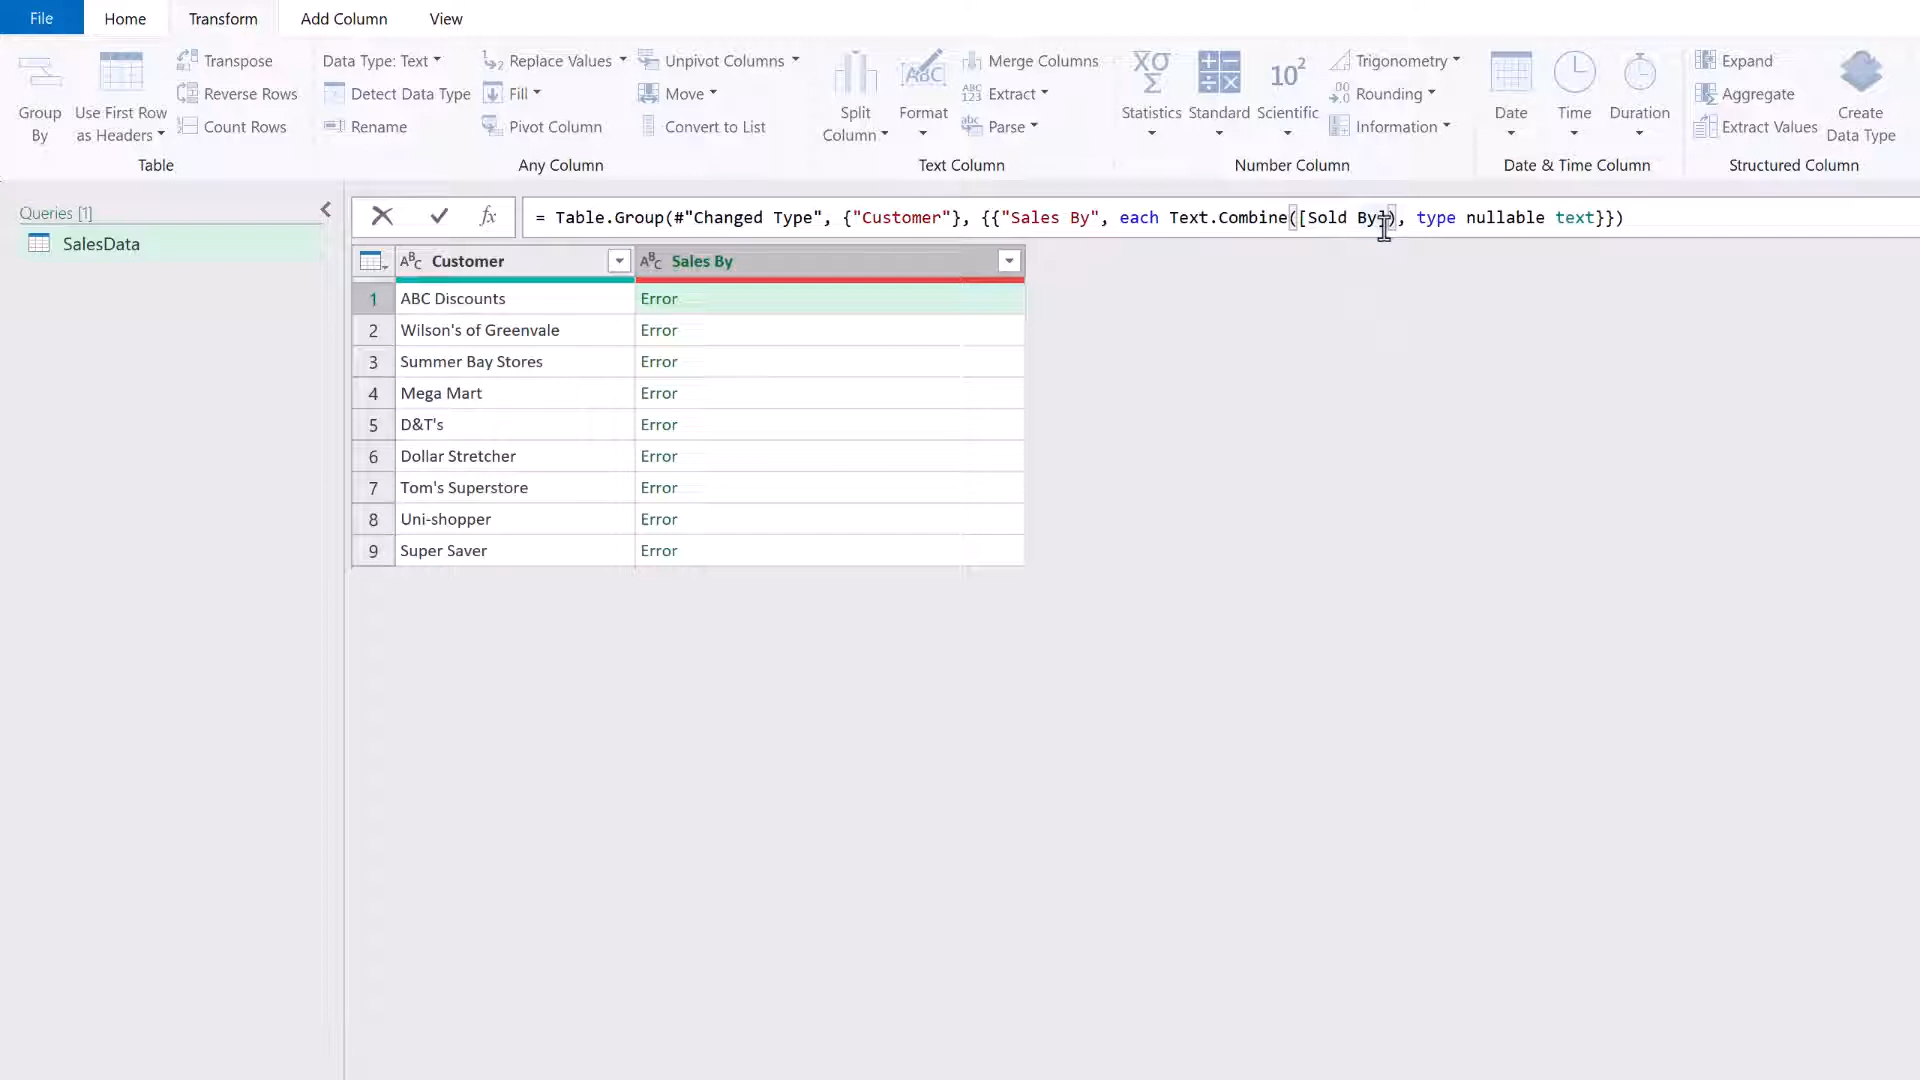 File Home Transform Add Column View
Group By
Use First Row as Headers
Transpose
Reverse Rows
Count Rows
Table
Data Type: Text
Detect Data Type
Rename
Replace Values
Fill
Pivot Column
Unpivot Columns
Move
Convert to List
Any Column
Split Column
Format
Merge Columns
Extract
Parse
Text Column
Statistics
Standard
Scientific
Trigonometry
Rounding
Information
Number Column
Date
Time
Duration
Date & Time Column
Expand
Aggregate
Extract Values
Create Data Type
Structured Column
Queries [1]
SalesData
= Table.Group(#"Changed Type", {"Customer"}, {{"Sales By", each Text.Combine([Sold By]), type nullable text}})
Customer Sales By
1 ABC Discounts Error
2 Wilson's of Greenvale Error
3 Summer Bay Stores Error
4 Mega Mart Error
5 D&T's Error
6 Dollar Stretcher Error
7 Tom's Superstore Error
8 Uni-shopper Error
9 Super Saver Error